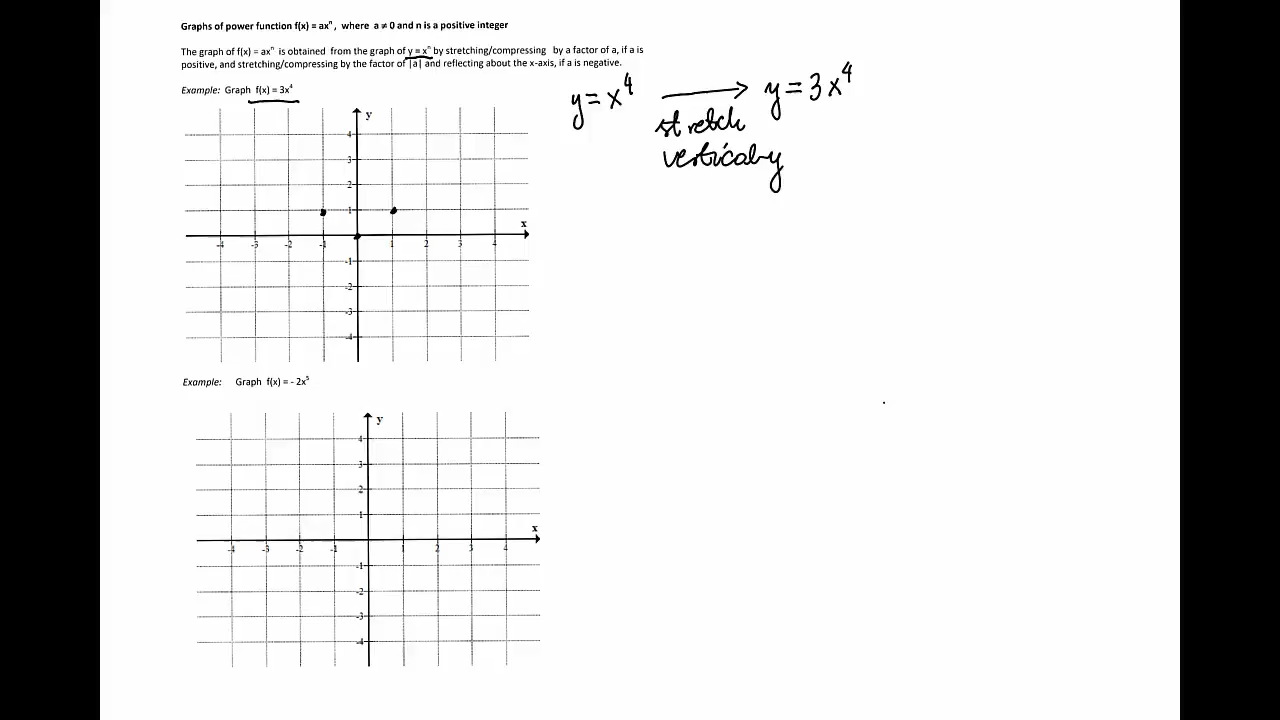 Graphs of power function f(x) = axⁿ, where a ≠ 0 and n is a positive integer
The graph of f(x) = axⁿ is obtained from the graph of y = xⁿ by stretching/compressing by a factor of a, if a is
positive, and stretching/compressing by the factor of |a| and reflecting about the x-axis, if a is negative.
Example: Graph f(x) = 3x⁴
y = x⁴ → y = 3x⁴
stretch
verticaly
y
4
3
2
1
x
-4 -3 -2 -1 1 2 3 4
-1
-2
-3
-4
Example: Graph f(x) = - 2x⁵
y
4
3
2
1
x
-4 -3 -2 -1 1 2 3 4
-1
-2
-3
-4